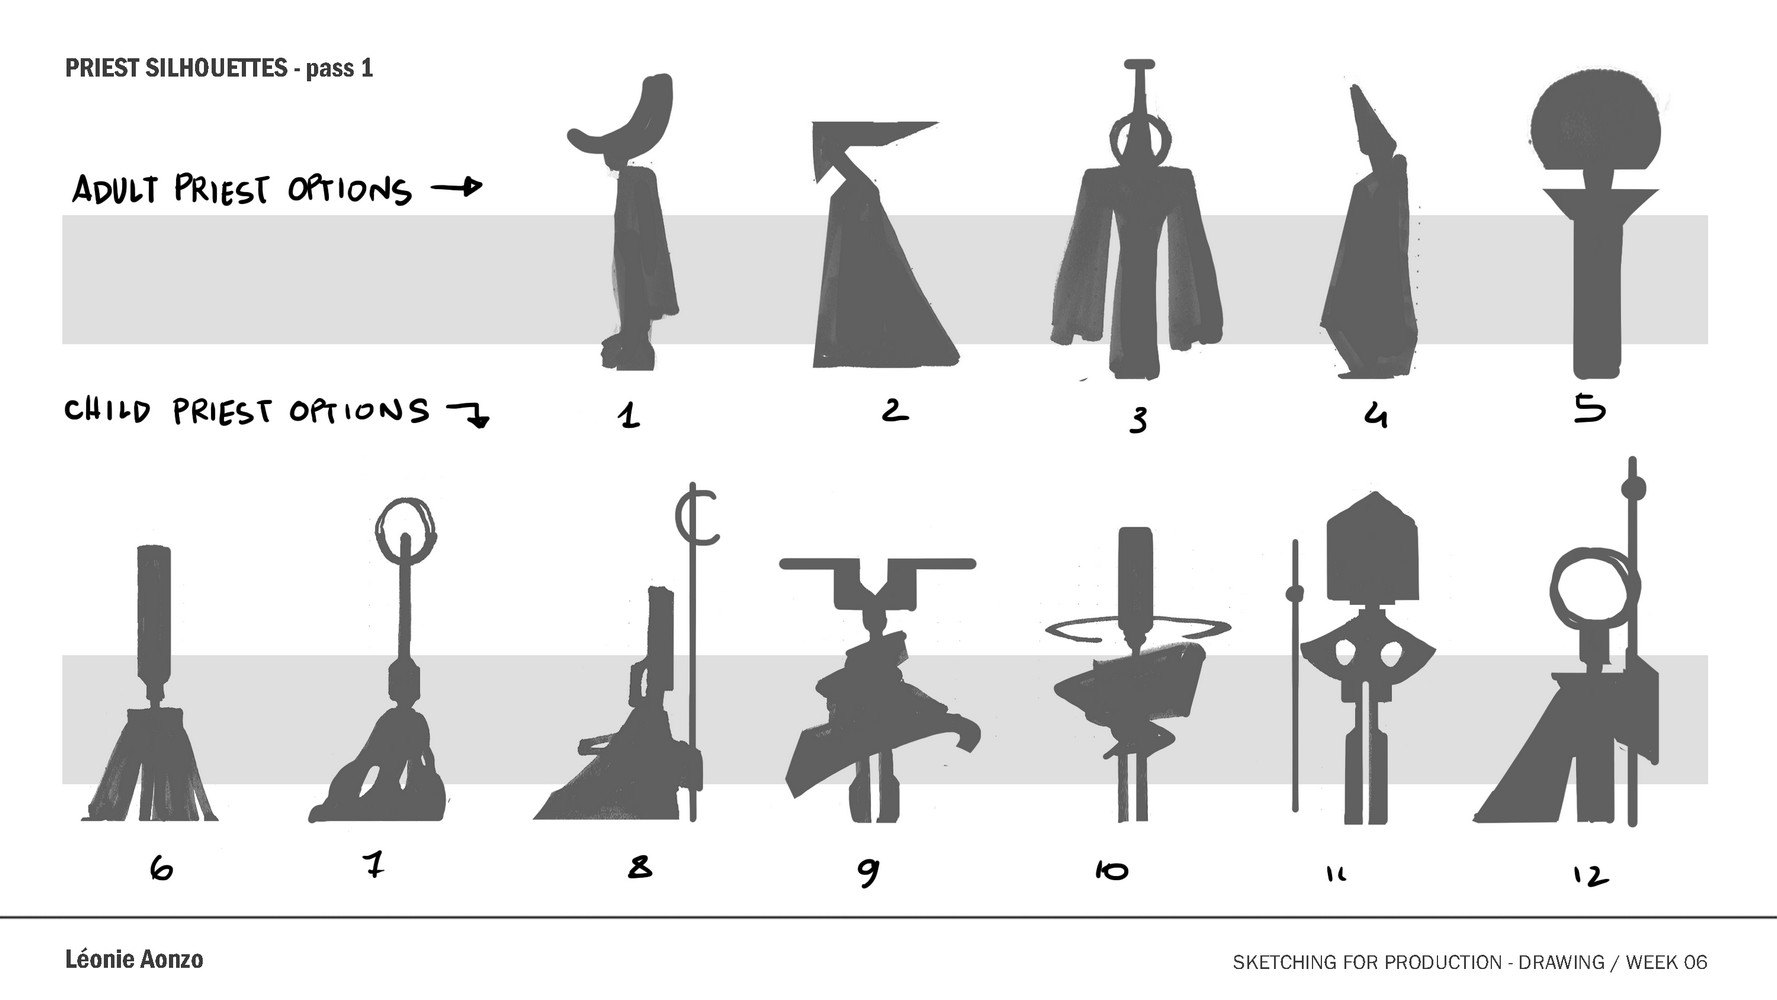 PRIEST SILHOUETTES - pass 1
ADULT PRIEST OPTIONS →
CHILD PRIEST OPTIONS
1 2 3 4 5
6 7 8 9 10 11 12
Léonie Aonzo
SKETCHING FOR PRODUCTION - DRAWING / WEEK 06